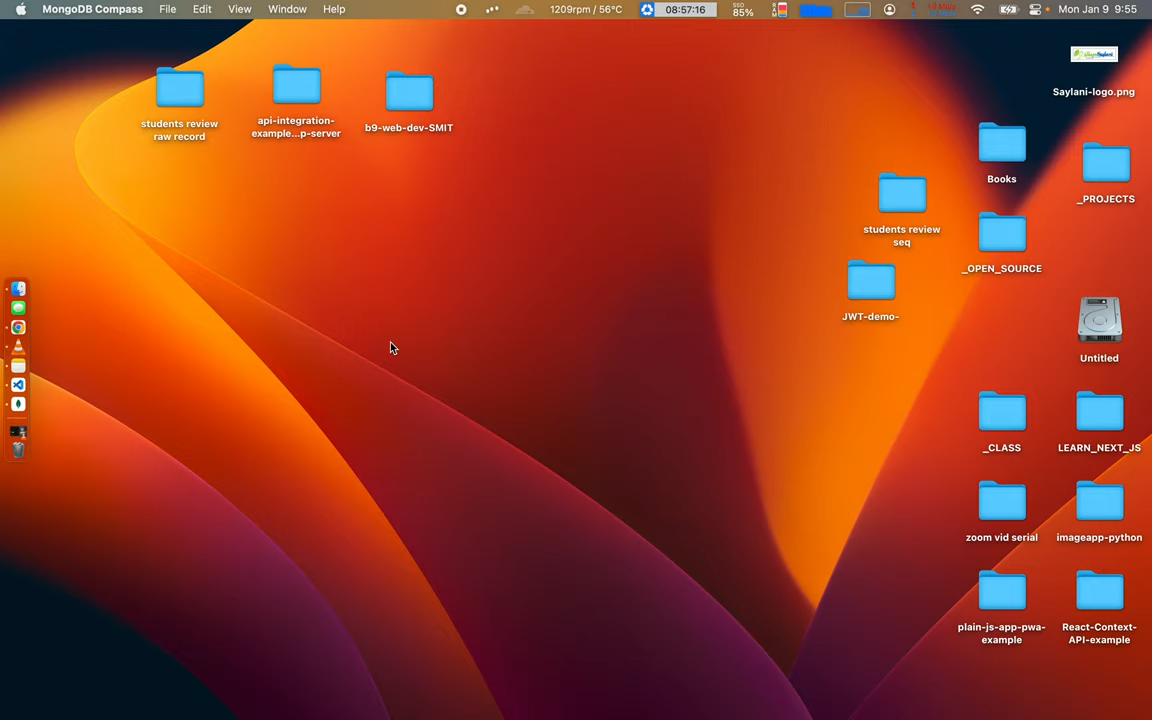 MongoDB Compass File Edit View Window Help 1209rpm / 56°C 08:57:16 SSD 85% Mon Jan 9 9:55
Saylani-logo.png
students review
raw record
api-integration-
example...p-server
b9-web-dev-SMIT
Books
_PROJECTS
students review
seq
_OPEN_SOURCE
JWT-demo-
Untitled
_CLASS
LEARN_NEXT_JS
zoom vid serial
imageapp-python
plain-js-app-pwa-
example
React-Context-
API-example